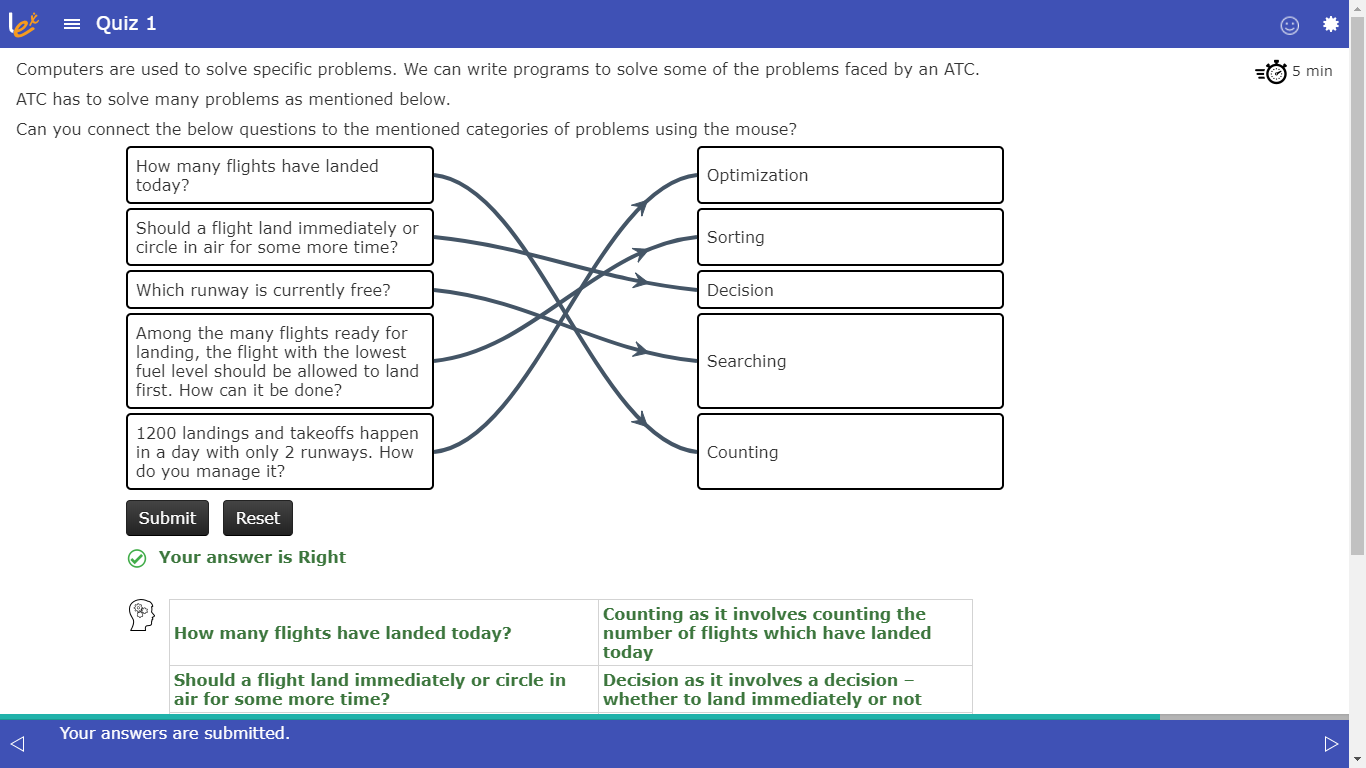 Lex
Quiz 1
Computers are used to solve specific problems. We can write programs to solve some of the problems faced by an ATC.
5 min
ATC has to solve many problems as mentioned below.
Can you connect the below questions to the mentioned categories of problems using the mouse?
How many flights have landed
today?
Optimization
Should a flight land immediately or
circle in air for some more time?
Sorting
Which runway is currently free?
Decision
Among the many flights ready for
landing, the flight with the lowest
fuel level should be allowed to land
first. How can it be done?
Searching
1200 landings and takeoffs happen
in a day with only 2 runways. How
do you manage it?
Counting
Submit
Reset
Your answer is Right
How many flights have landed today?
Counting as it involves counting the
number of flights which have landed
today
Should a flight land immediately or circle in
air for some more time?
Decision as it involves a decision –
whether to land immediately or not
Your answers are submitted.